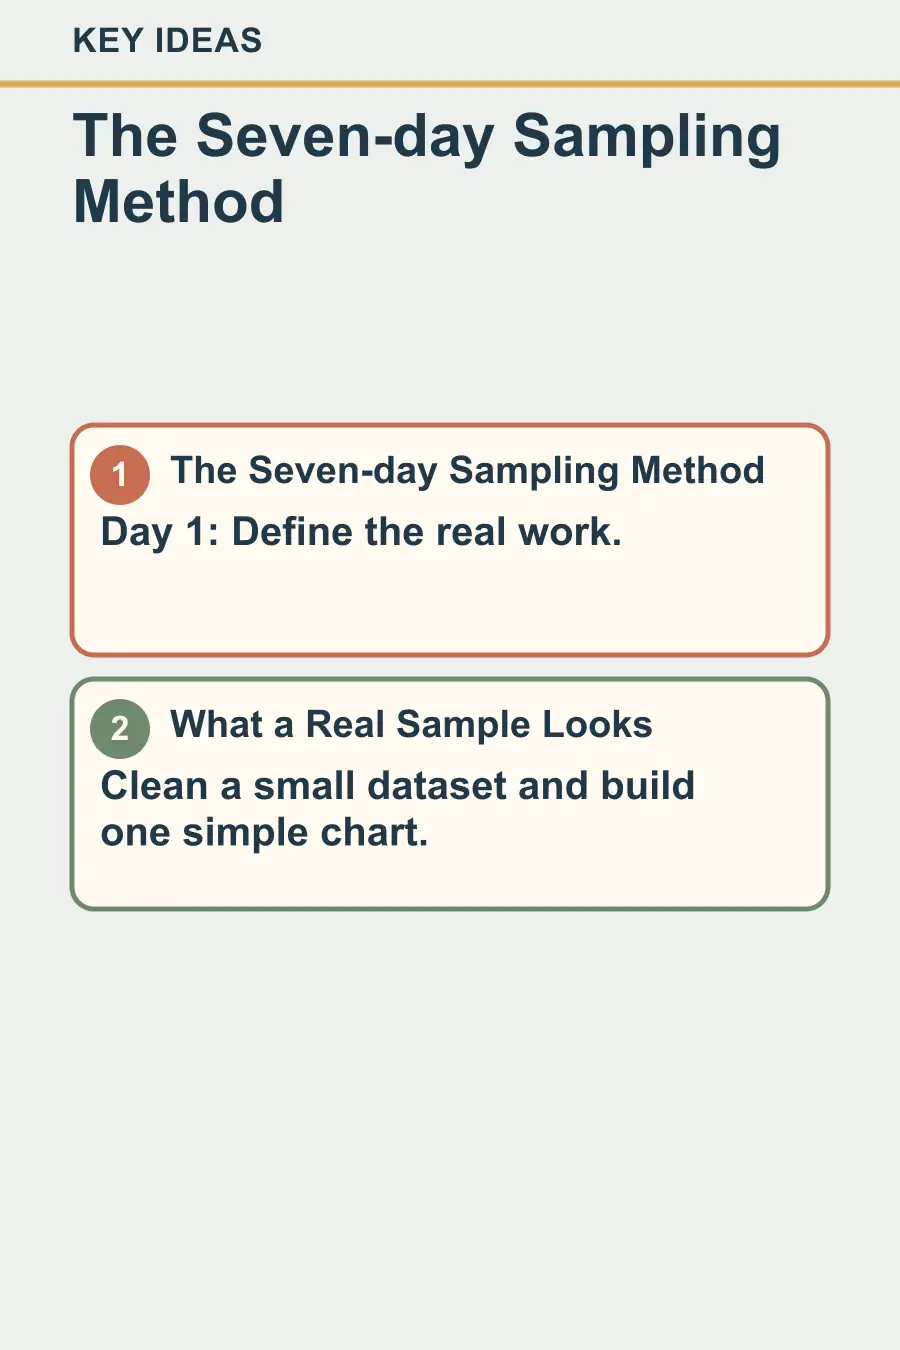 KEY IDEAS
The Seven-day Sampling
Method
1 The Seven-day Sampling Method
Day 1: Define the real work.
2 What a Real Sample Looks
Clean a small dataset and build
one simple chart.